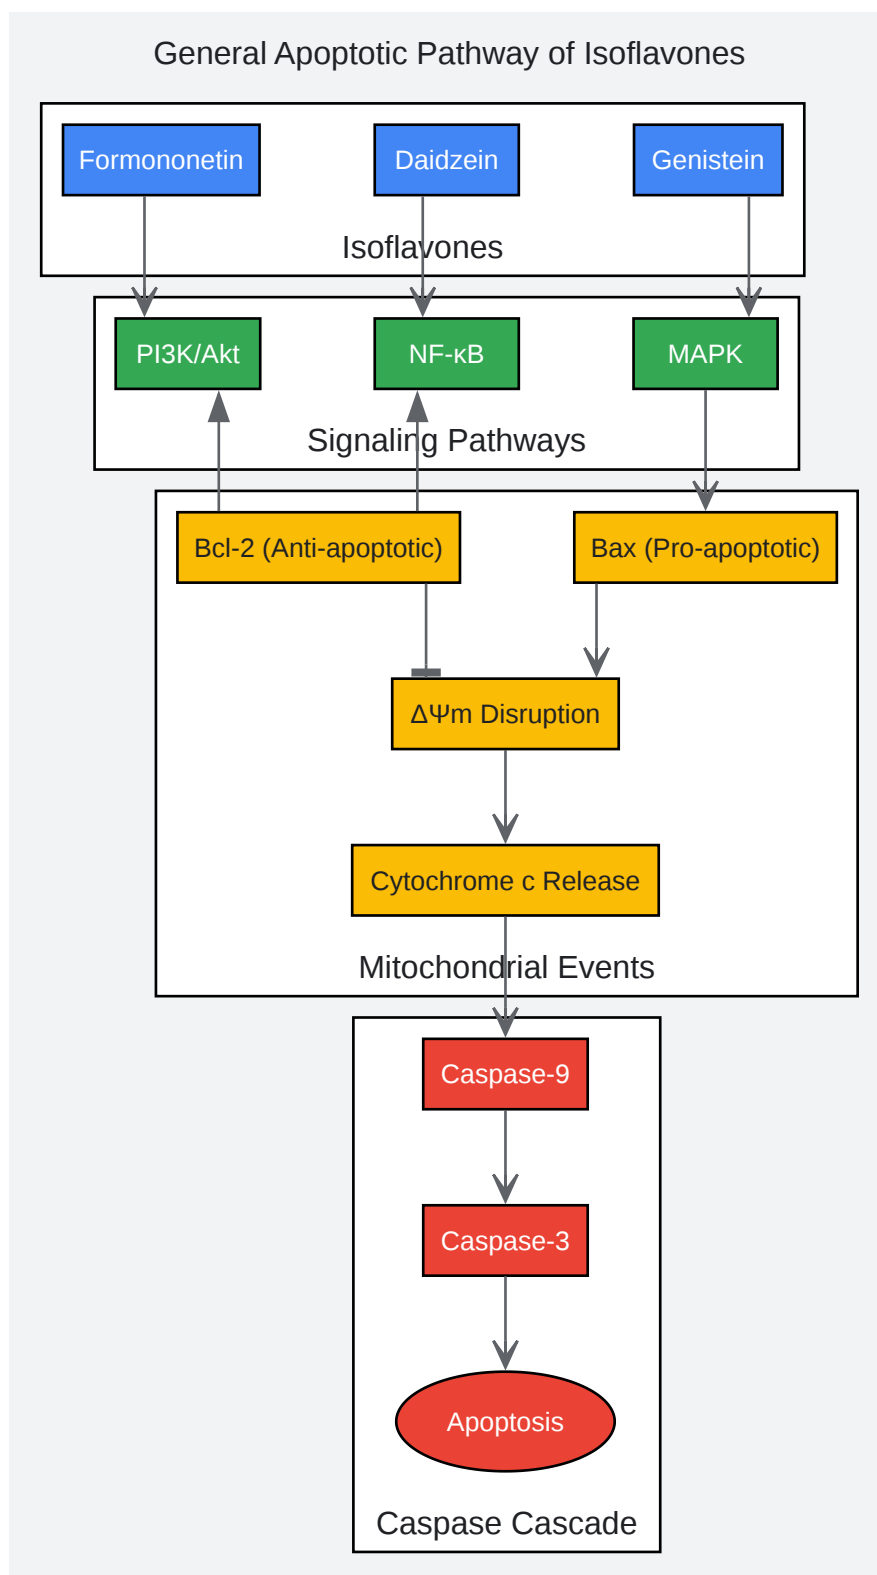 General Apoptotic Pathway of Isoflavones
Formononetin
Daidzein
Genistein
Isoflavones
PI3K/Akt
NF-κB
MAPK
Signaling Pathways
Bcl-2 (Anti-apoptotic)
Bax (Pro-apoptotic)
ΔΨm Disruption
Cytochrome c Release
Mitochondrial Events
Caspase-9
Caspase-3
Apoptosis
Caspase Cascade